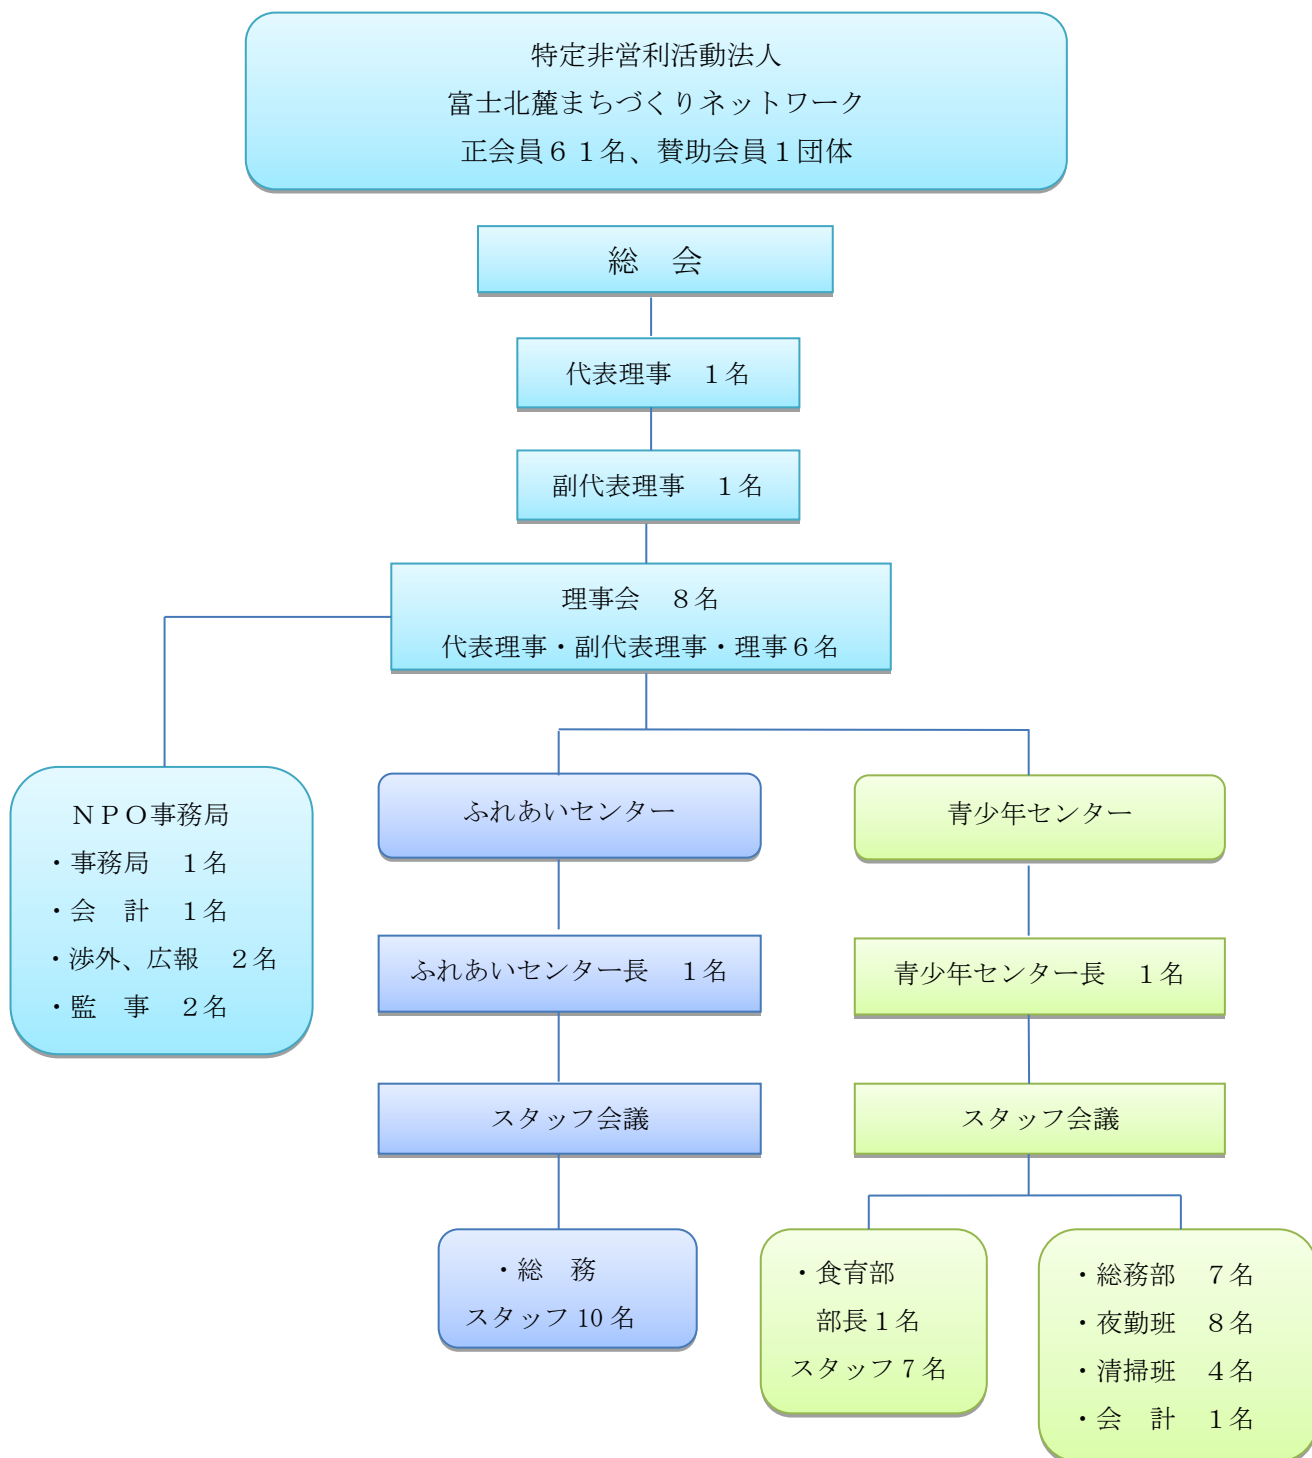 特定非営利活動法人
富士北麓まちづくりネットワーク
正会員６１名、賛助会員１団体
総　会
代表理事　１名
副代表理事　１名
理事会　８名
代表理事・副代表理事・理事６名
ＮＰＯ事務局
・事務局　１名
・会　計　１名
・渉外、広報　２名
・監　事　２名
ふれあいセンター
ふれあいセンター長　１名
スタッフ会議
・総　務
スタッフ 10 名
青少年センター
青少年センター長　１名
スタッフ会議
・食育部
部長１名
スタッフ７名
・総務部　７名
・夜勤班　８名
・清掃班　４名
・会　計　１名